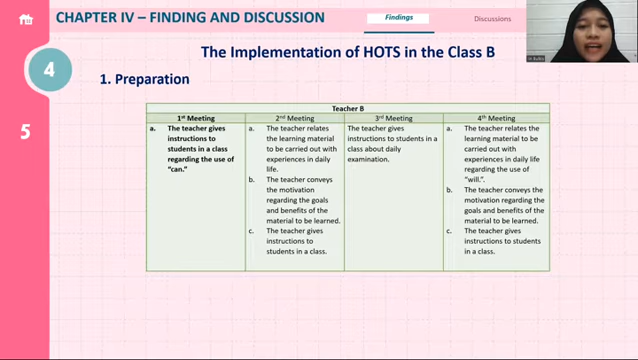 CHAPTER IV – FINDING AND DISCUSSION
Findings
Discussions
4
5
The Implementation of HOTS in the Class B
1. Preparation
Teacher B
1st Meeting
2nd Meeting
3rd Meeting
4th Meeting
a. The teacher gives
instructions to
students in a class
regarding the use of
"can."
a. The teacher relates
the learning material
to be carried out with
experiences in daily
life.
b. The teacher conveys
the motivation
regarding the goals
and benefits of the
material to be learned.
c. The teacher gives
instructions to
students in a class.
The teacher gives
instructions to students in a
class about daily
examination.
a. The teacher relates the
learning material to be
carried out with
experiences in daily life
regarding the use of
"will.".
b. The teacher conveys the
motivation regarding the
goals and benefits of the
material to be learned.
c. The teacher gives
instructions to students
in a class.